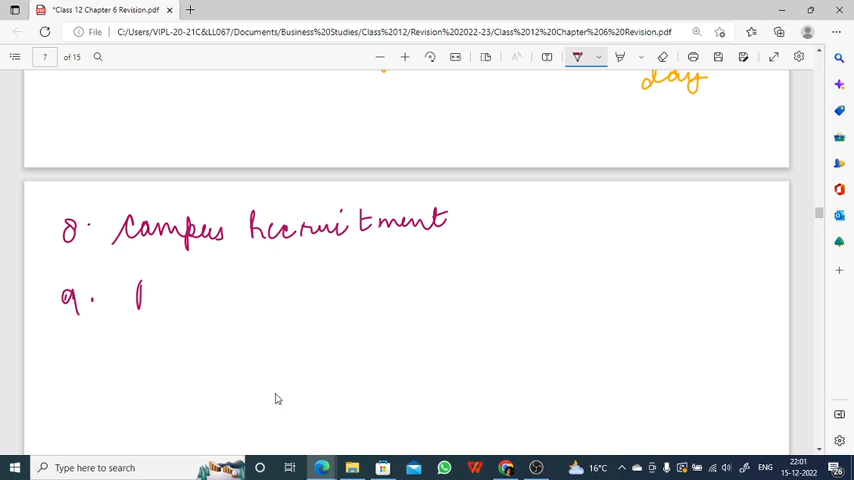 *Class 12 Chapter 6 Revision.pdf
File
C:/Users/VIPL-20-21C&LL067/Documents/Business%20Studies/Class%2012/Revision%202022-23/Class%2012%20Chapter%206%20Revision.pdf
7 of 15
day
8. Campus Recruitment
9.
Type here to search
16°C
ENG
22:01
15-12-2022
26